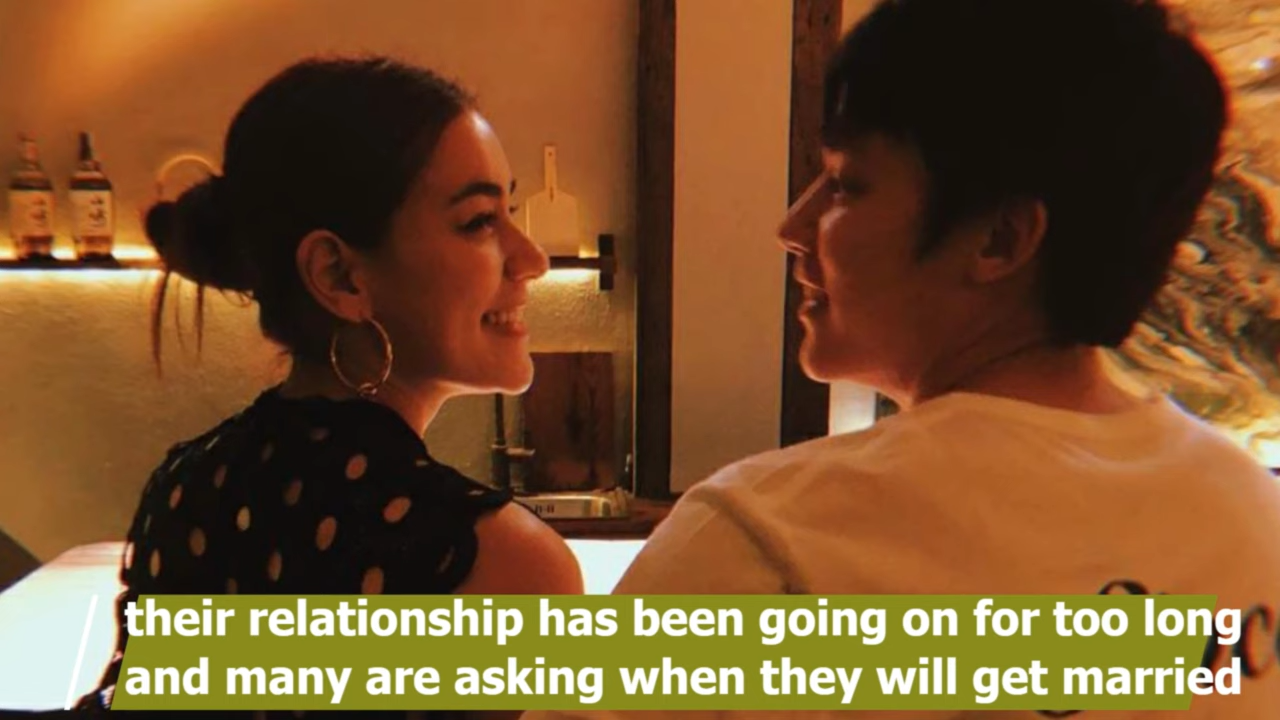 their relationship has been going on for too long
and many are asking when they will get married